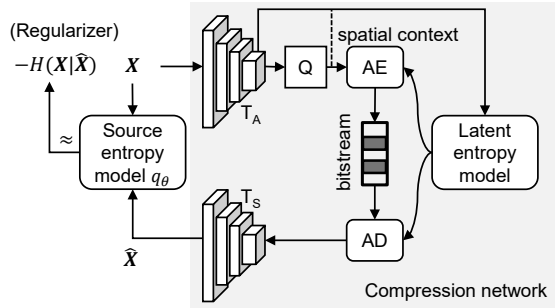 (Regularizer)
−H(X|X̂)
X
T_A
Q
spatial context
AE
≈
Source
entropy
model q_θ
bitstream
Latent
entropy
model
T_S
AD
X̂
Compression network